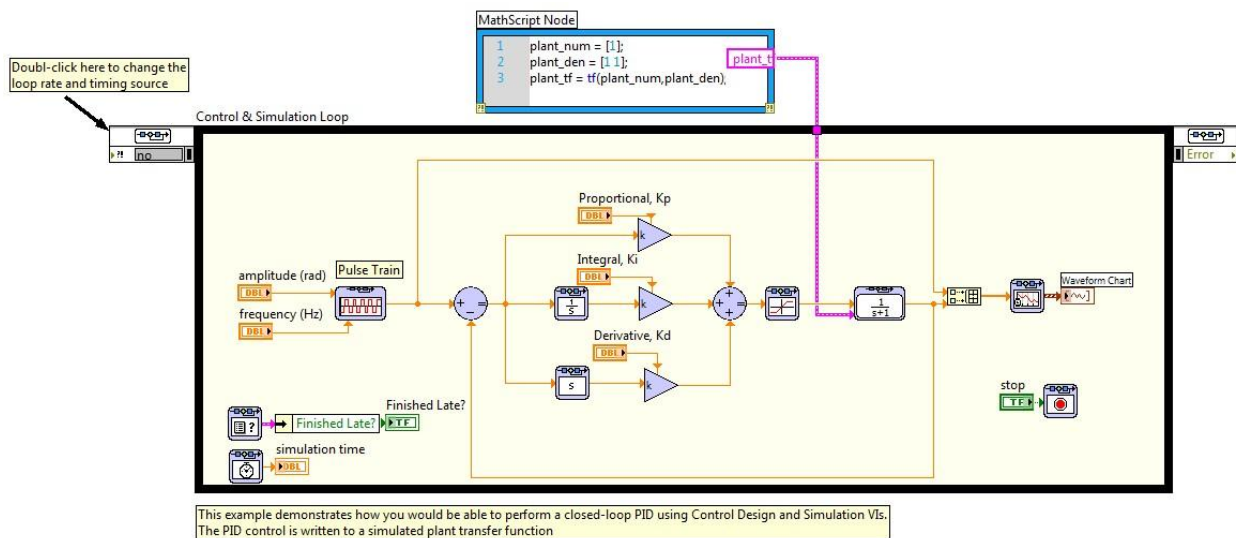 MathScript Node
1 plant_num = [1];
2 plant_den = [1 1];
3 plant_tf = tf(plant_num,plant_den);
plant_t
Doubl-click here to change the
loop rate and timing source
Control & Simulation Loop
?! no
Error
Proportional, Kp
DBL
k
amplitude (rad)
DBL
Pulse Train
Integral, Ki
DBL
1/s
k
frequency (Hz)
DBL
Derivative, Kd
DBL
s
k
1/s+1
Waveform Chart
stop
TF
Finished Late?
Finished Late?
TF
simulation time
DBL
This example demonstrates how you would be able to perform a closed-loop PID using Control Design and Simulation VIs.
The PID control is written to a simulated plant transfer function